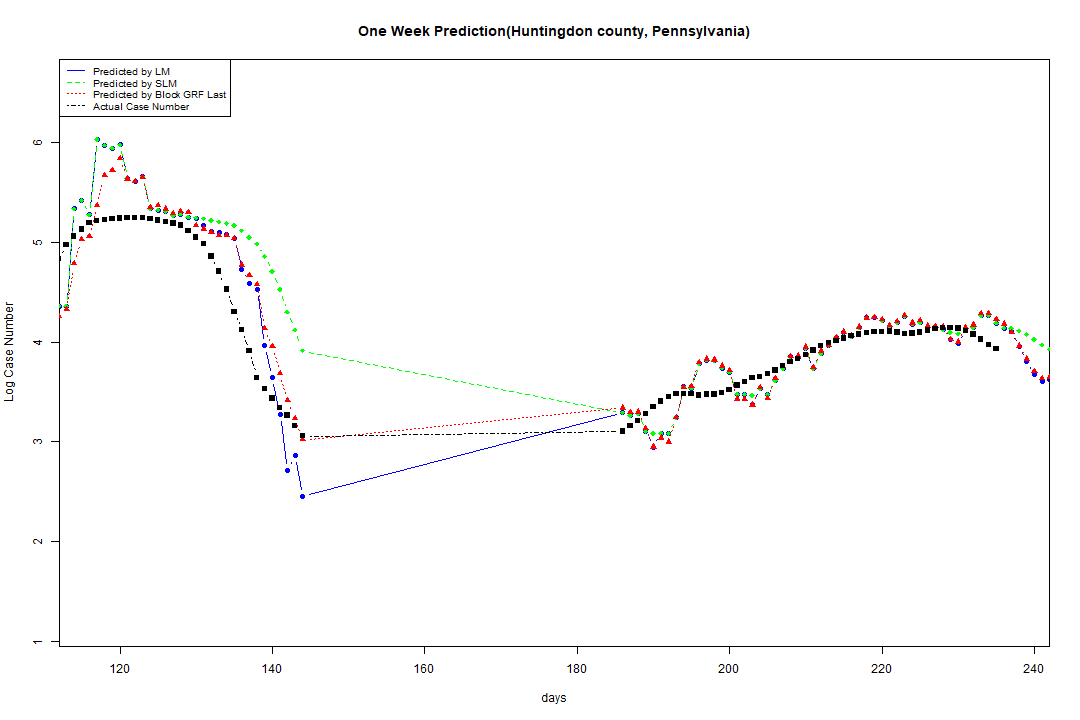 One Week Prediction(Huntingdon county, Pennsylvania)
Predicted by LM
Predicted by SLM
Predicted by Block GRF Last
Actual Case Number
Log Case Number
6
5
4
3
2
1
120 140 160 180 200 220 240
days